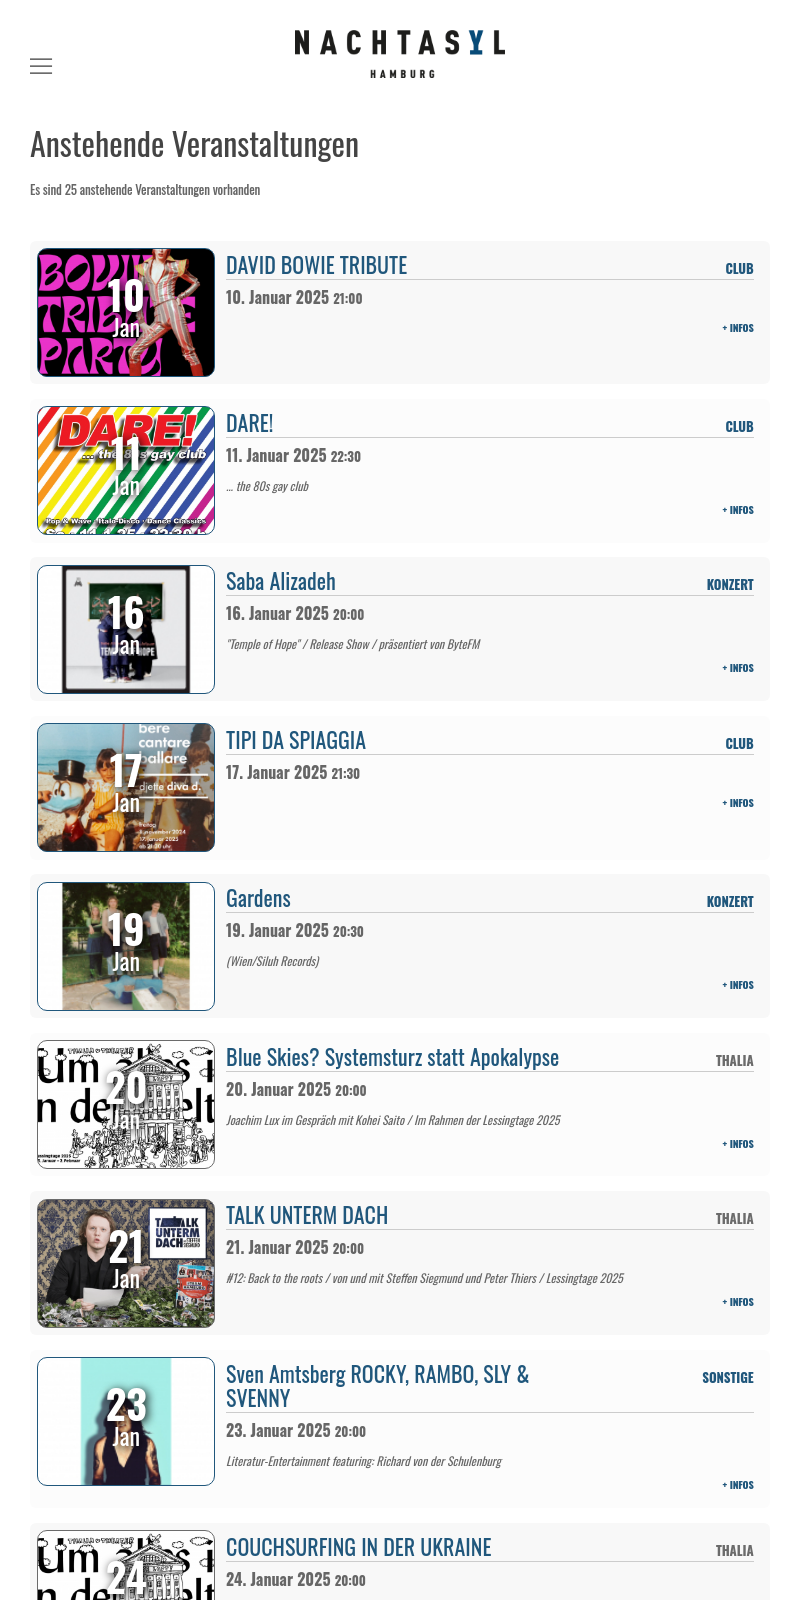 NACHTASYL
HAMBURG
Anstehende Veranstaltungen
Es sind 25 anstehende Veranstaltungen vorhanden
10
Jan
DAVID BOWIE TRIBUTE
CLUB
10. Januar 2025 21:00
+ INFOS
DARE!
... the 80s gay club
11
Jan
Pop & Wave · Italo-Disco · Dance Classics
DARE!
CLUB
11. Januar 2025 22:30
... the 80s gay club
+ INFOS
16
Jan
Saba Alizadeh
KONZERT
16. Januar 2025 20:00
"Temple of Hope" / Release Show / präsentiert von ByteFM
+ INFOS
bere
cantare
ballare
djette diva d.
17
Jan
TIPI DA SPIAGGIA
CLUB
17. Januar 2025 21:30
+ INFOS
19
Jan
Gardens
KONZERT
19. Januar 2025 20:30
(Wien/Siluh Records)
+ INFOS
20
Jan
Blue Skies? Systemsturz statt Apokalypse
THALIA
20. Januar 2025 20:00
Joachim Lux im Gespräch mit Kohei Saito / Im Rahmen der Lessingtage 2025
+ INFOS
TALK
UNTERM
DACH
21
Jan
TALK UNTERM DACH
THALIA
21. Januar 2025 20:00
#12: Back to the roots / von und mit Steffen Siegmund und Peter Thiers / Lessingtage 2025
+ INFOS
23
Jan
Sven Amtsberg ROCKY, RAMBO, SLY &
SVENNY
SONSTIGE
23. Januar 2025 20:00
Literatur-Entertainment featuring: Richard von der Schulenburg
+ INFOS
24
COUCHSURFING IN DER UKRAINE
THALIA
24. Januar 2025 20:00